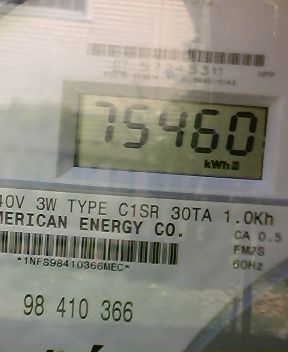 75460
kWh
40V 3W TYPE C1SR 30TA 1.0Kh
MERICAN ENERGY CO.
CA 0.5
FM2S
60Hz
*1NFS98410366MEC*
98 410 366